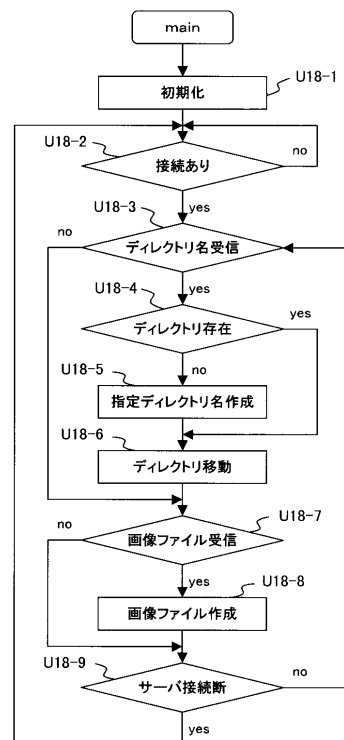 main
U18-1
初期化
U18-2
接続あり
no
yes
U18-3
no
ディレクトリ名受信
yes
U18-4
yes
ディレクトリ存在
no
U18-5
指定ディレクトリ名作成
U18-6
ディレクトリ移動
U18-7
no
画像ファイル受信
yes
U18-8
画像ファイル作成
U18-9
no
サーバ接続断
yes